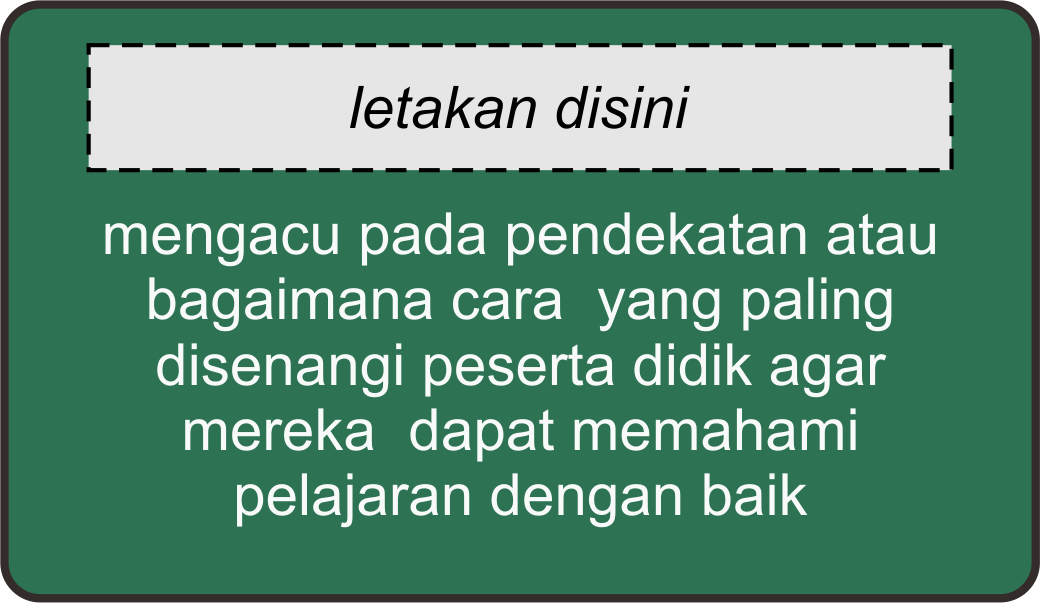 letakan disini
mengacu pada pendekatan atau
bagaimana cara  yang paling
disenangi peserta didik agar
mereka  dapat memahami
pelajaran dengan baik